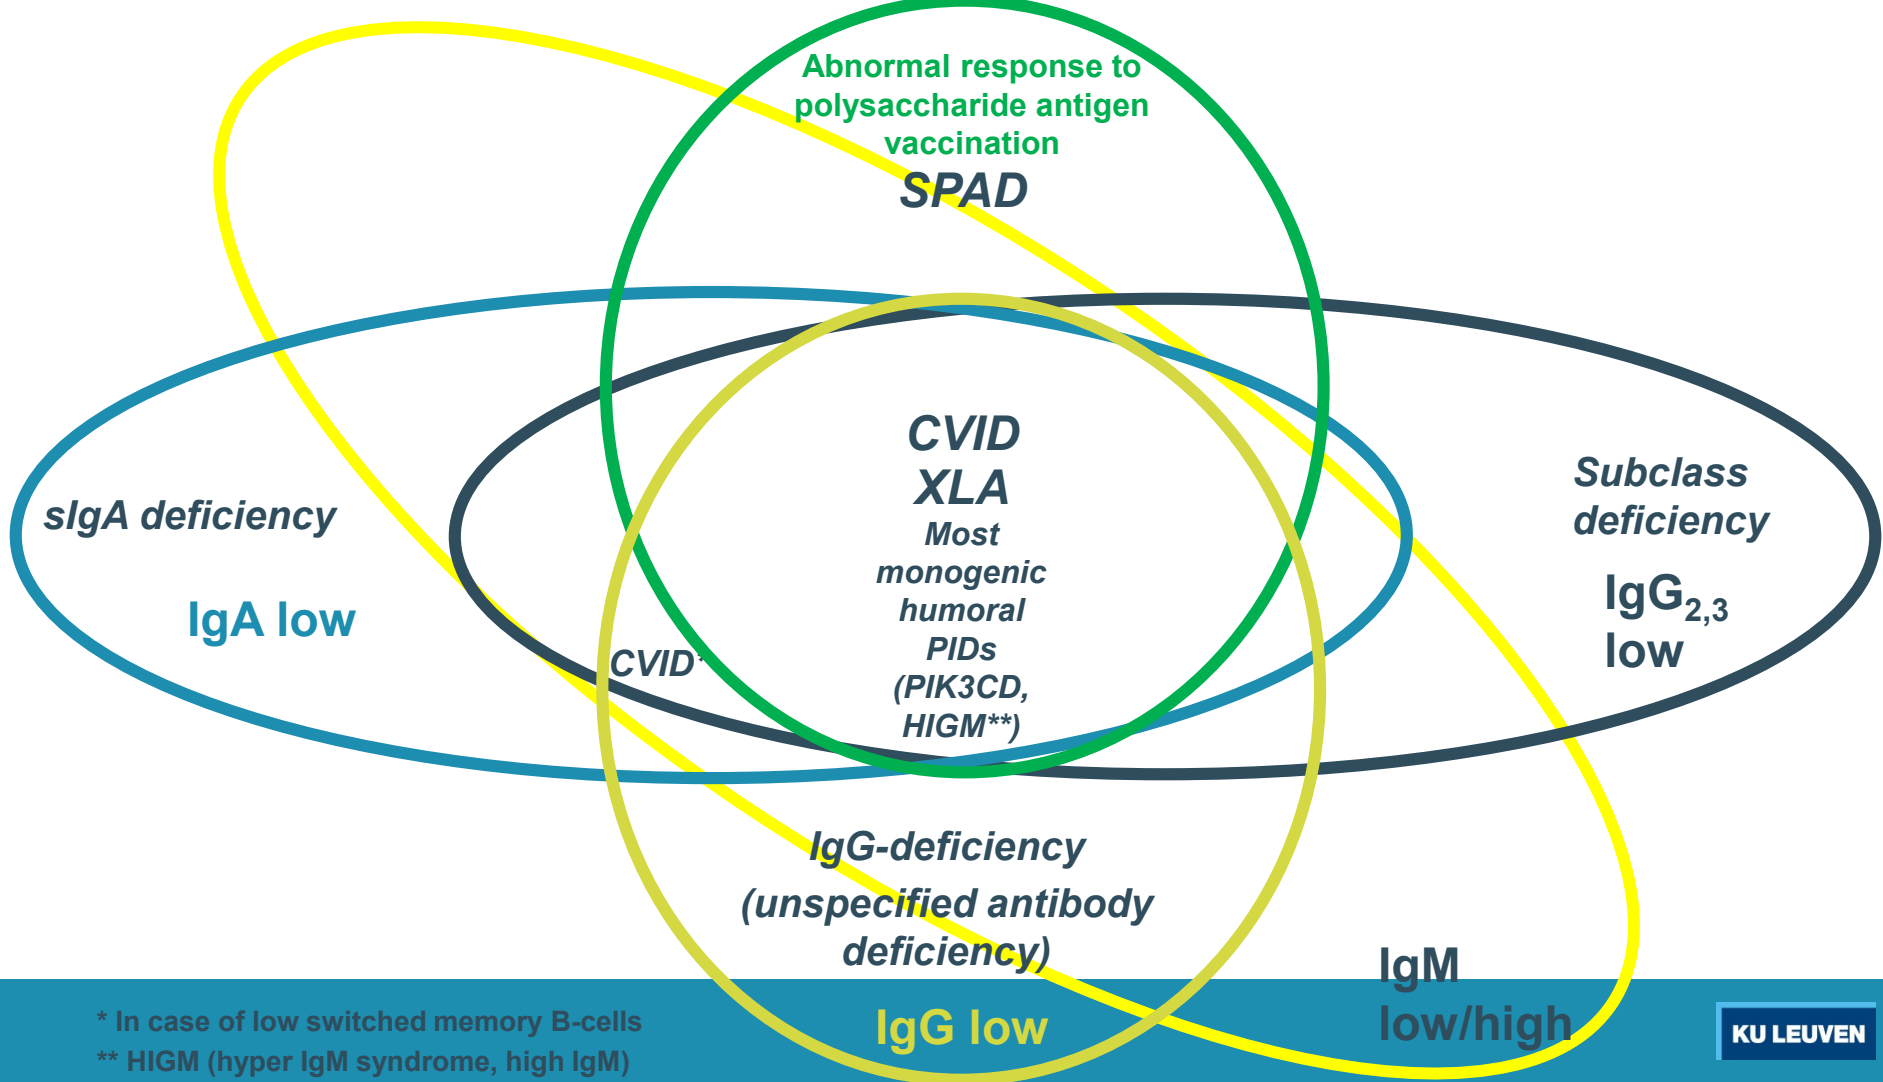 Abnormal response to
polysaccharide antigen
vaccination
SPAD
CVID
XLA
Most
monogenic
humoral
PIDs
(PIK3CD,
HIGM**)
sIgA deficiency
IgA low
CVID*
Subclass
deficiency
IgG2,3
low
IgG-deficiency
(unspecified antibody
deficiency)
IgG low
IgM
low/high
* In case of low switched memory B-cells
** HIGM (hyper IgM syndrome, high IgM)
KU LEUVEN